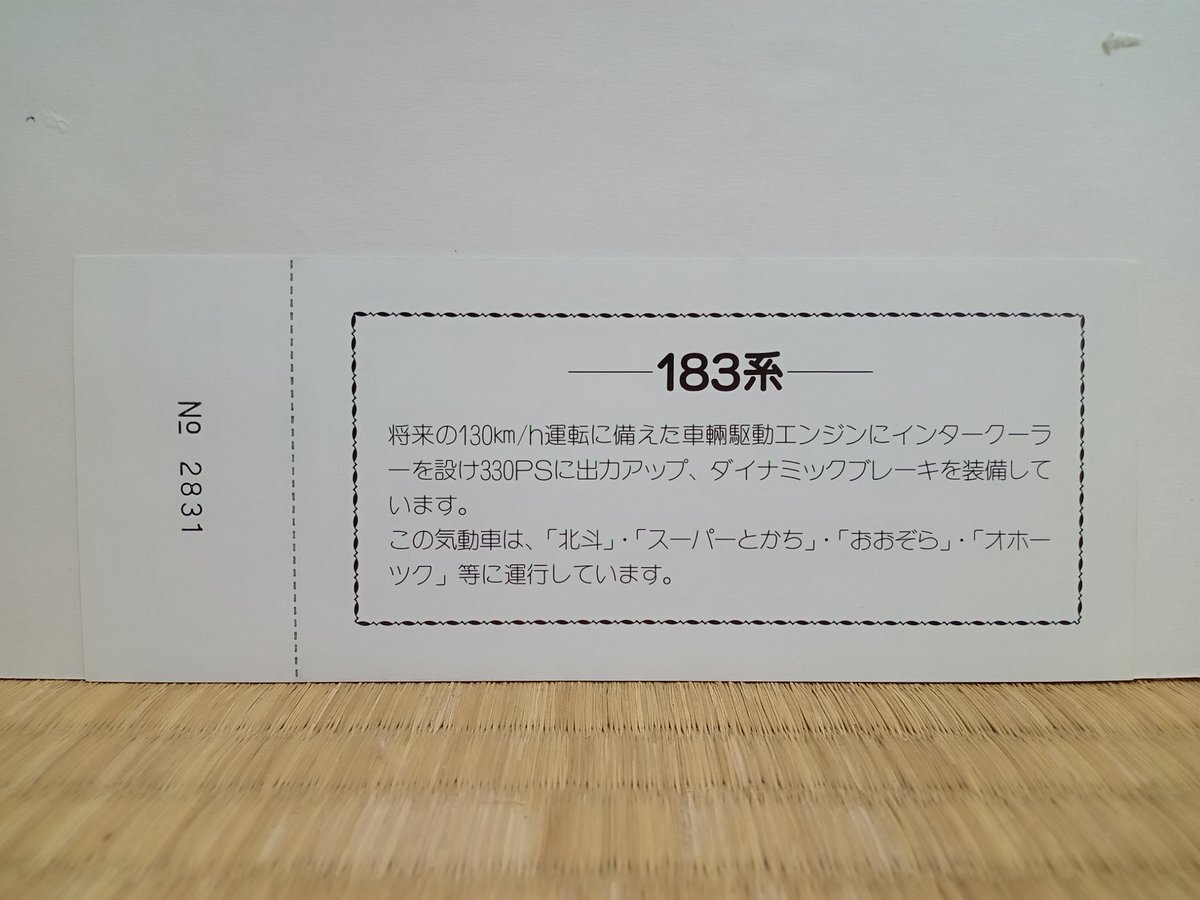 № 2831
183系
将来の130㎞/h運転に備えた車輛駆動エンジンにインタークーラ
ーを設け330PSに出力アップ、ダイナミックブレーキを装備して
います。
この気動車は、「北斗」・「スーパーとかち」・「おおぞら」・「オホー
ツク」等に運行しています。